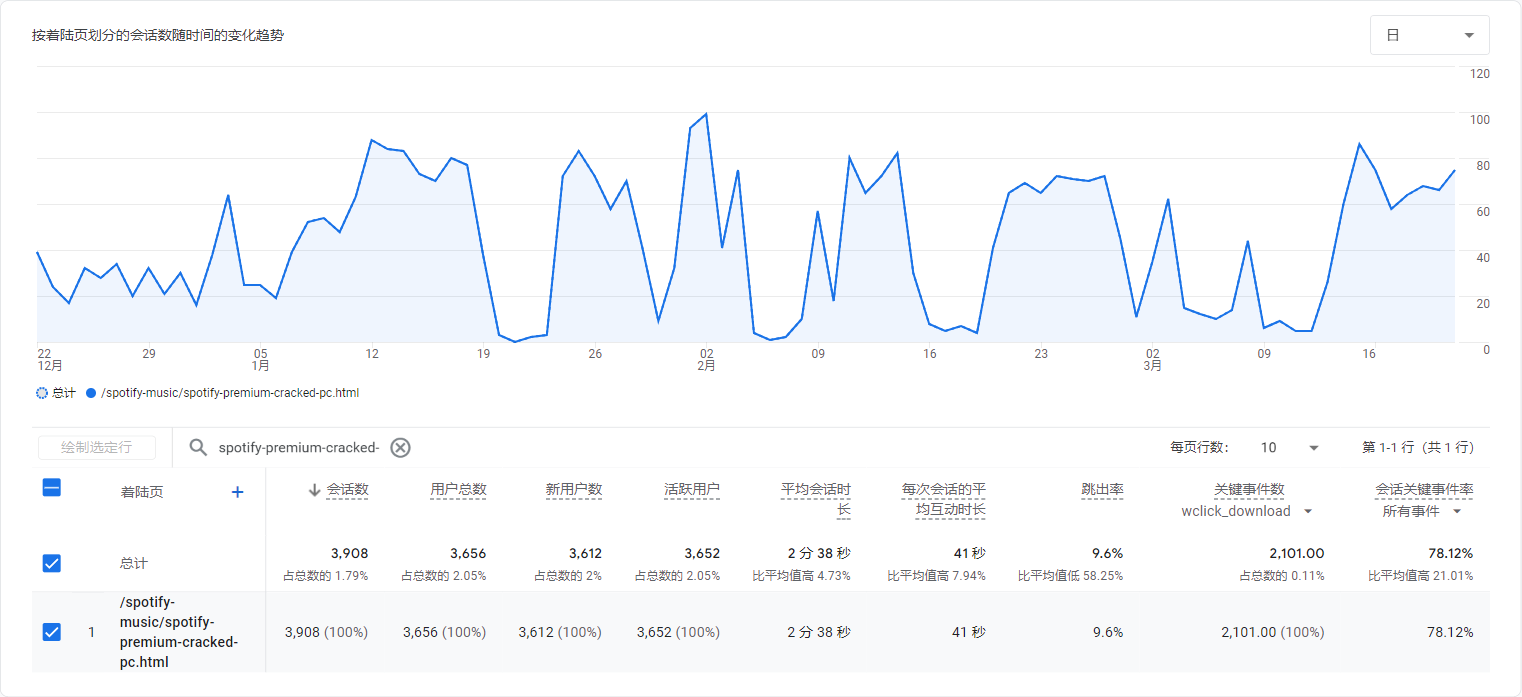 按着陆页划分的会话数随时间的变化趋势
日
120
100
80
60
40
20
0
22
12月
29
05
1月
12
19
26
02
2月
09
16
23
02
3月
09
16
总计 /spotify-music/spotify-premium-cracked-pc.html
绘制选定行 spotify-premium-cracked- 每页行数： 10 第 1-1 行（共 1 行）
着陆页 + 会话数 用户总数 新用户数 活跃用户 平均会话时长 每次会话的平均互动时长 跳出率 关键事件数 会话关键事件率
wclick_download 所有事件
总计 3,908 3,656 3,612 3,652 2 分 38 秒 41 秒 9.6% 2,101.00 78.12%
占总数的 1.79% 占总数的 2.05% 占总数的 2% 占总数的 2.05% 比平均值高 4.73% 比平均值高 7.94% 比平均值低 58.25% 占总数的 0.11% 比平均值高 21.01%
1 /spotify-music/spotify-premium-cracked-pc.html 3,908 (100%) 3,656 (100%) 3,612 (100%) 3,652 (100%) 2 分 38 秒 41 秒 9.6% 2,101.00 (100%) 78.12%